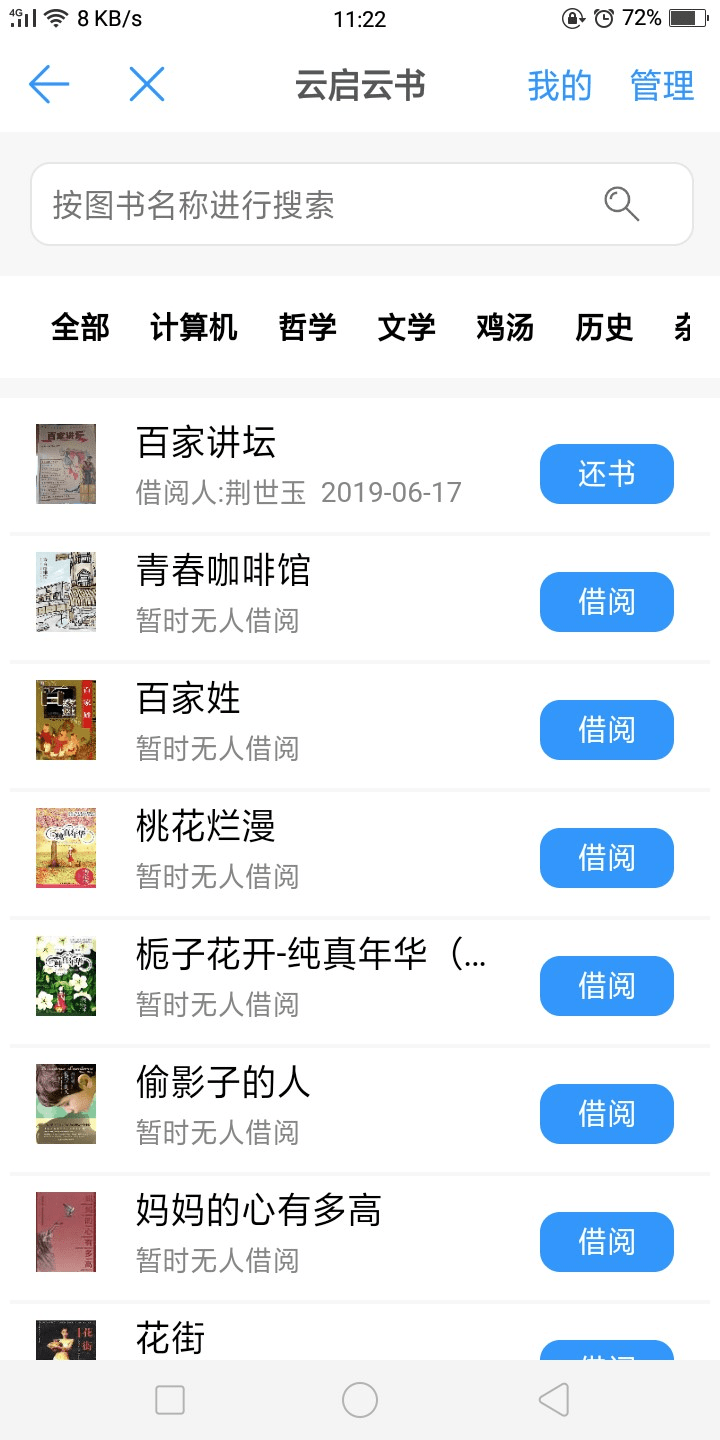 4G 8 KB/s 11:22 72%
云启云书 我的 管理
按图书名称进行搜索
全部 计算机 哲学 文学 鸡汤 历史
百家讲坛
借阅人:荆世玉 2019-06-17
还书
青春咖啡馆
暂时无人借阅
借阅
百家姓
暂时无人借阅
借阅
桃花烂漫
暂时无人借阅
借阅
栀子花开-纯真年华（...
暂时无人借阅
借阅
偷影子的人
暂时无人借阅
借阅
妈妈的心有多高
暂时无人借阅
借阅
花街